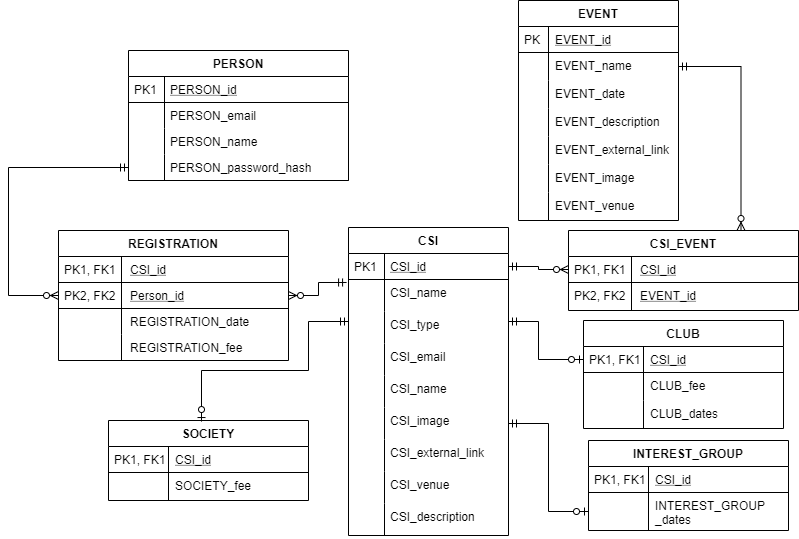 EVENT
PK EVENT_id
EVENT_name
EVENT_date
EVENT_description
EVENT_external_link
EVENT_image
EVENT_venue
PERSON
PK1 PERSON_id
PERSON_email
PERSON_name
PERSON_password_hash
REGISTRATION
PK1, FK1 CSI_id
PK2, FK2 Person_id
REGISTRATION_date
REGISTRATION_fee
CSI
PK1 CSI_id
CSI_name
CSI_type
CSI_email
CSI_name
CSI_image
CSI_external_link
CSI_venue
CSI_description
CSI_EVENT
PK1, FK1 CSI_id
PK2, FK2 EVENT_id
CLUB
PK1, FK1 CSI_id
CLUB_fee
CLUB_dates
SOCIETY
PK1, FK1 CSI_id
SOCIETY_fee
INTEREST_GROUP
PK1, FK1 CSI_id
INTEREST_GROUP
_dates